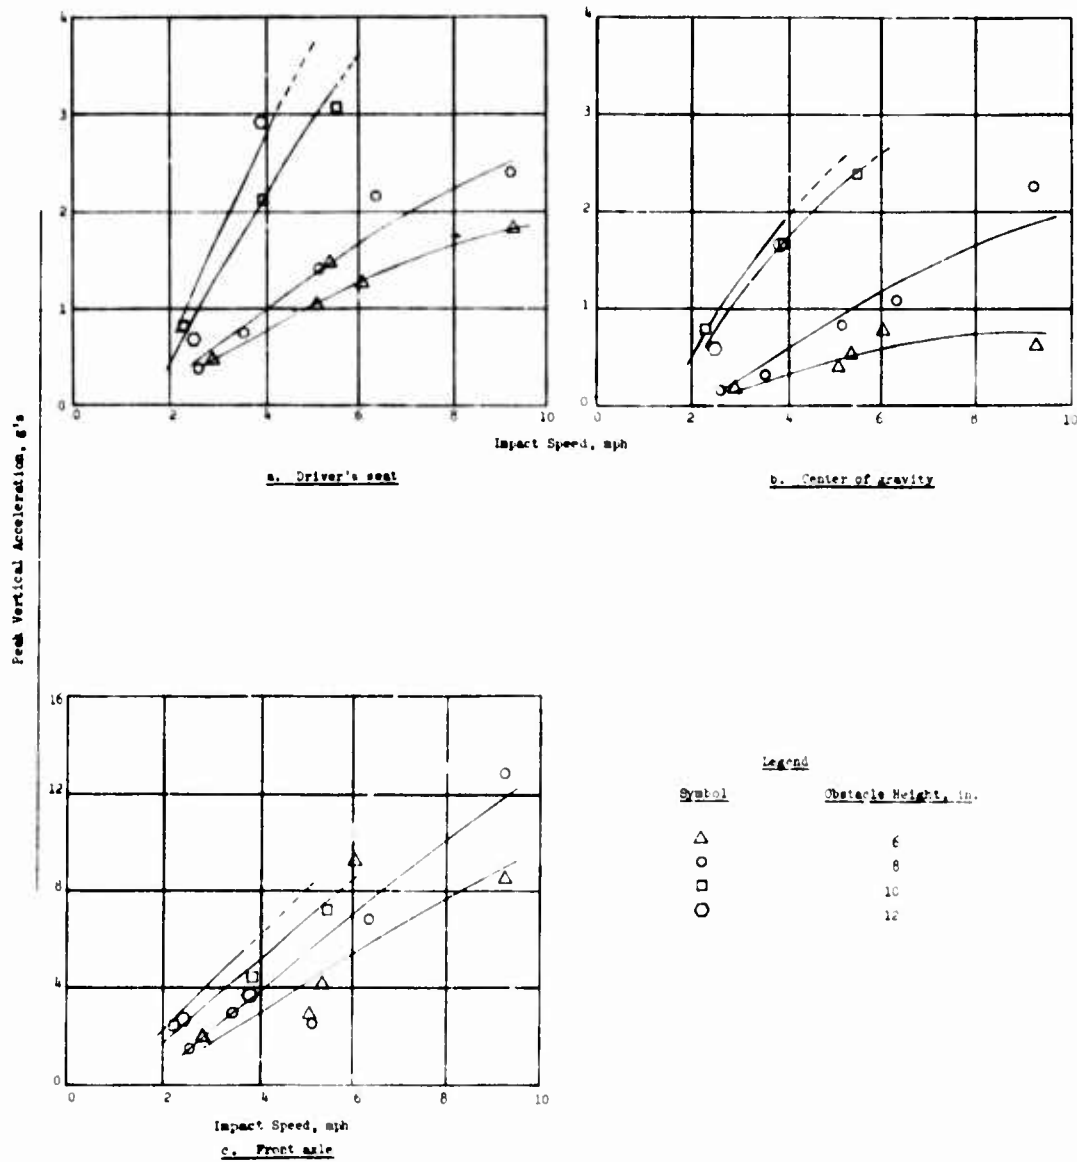 4
3
2
1
0
0 2 4 6 8 10
4
3
2
1
0
0 2 4 6 8 10
Impact Speed, mph
a. Driver's seat
b. Center of gravity
Peak Vertical Acceleration, g's
16
12
8
4
0
0 2 4 6 8 10
Impact Speed, mph
c. Front axle
Legend
Symbol Obstacle Height, in.
6
8
10
12